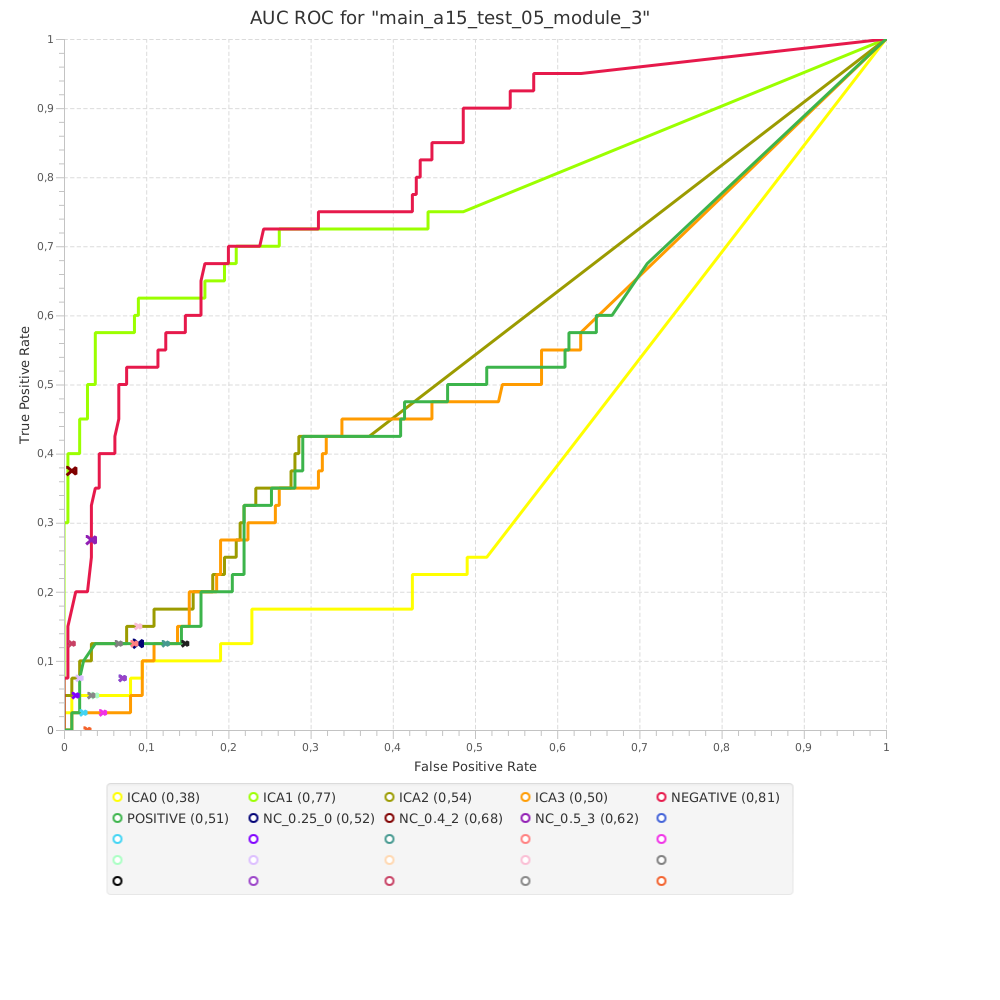 AUC ROC for "main_a15_test_05_module_3"
1
0,9
0,8
0,7
0,6
0,5
0,4
0,3
0,2
0,1
0
True Positive Rate
0 0,1 0,2 0,3 0,4 0,5 0,6 0,7 0,8 0,9 1
False Positive Rate
ICA0 (0,38) ICA1 (0,77) ICA2 (0,54) ICA3 (0,50) NEGATIVE (0,81)
POSITIVE (0,51) NC_0.25_0 (0,52) NC_0.4_2 (0,68) NC_0.5_3 (0,62)